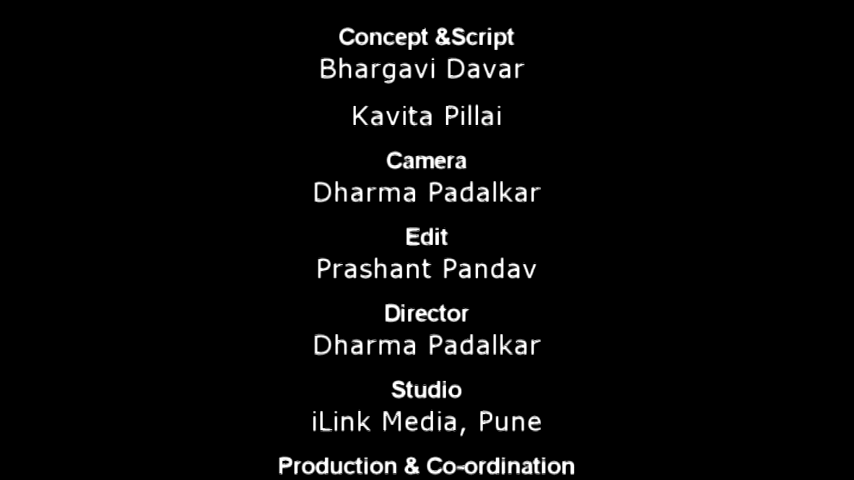 Concept &Script
Bhargavi Davar
Kavita Pillai
Camera
Dharma Padalkar
Edit
Prashant Pandav
Director
Dharma Padalkar
Studio
iLink Media, Pune
Production & Co-ordination